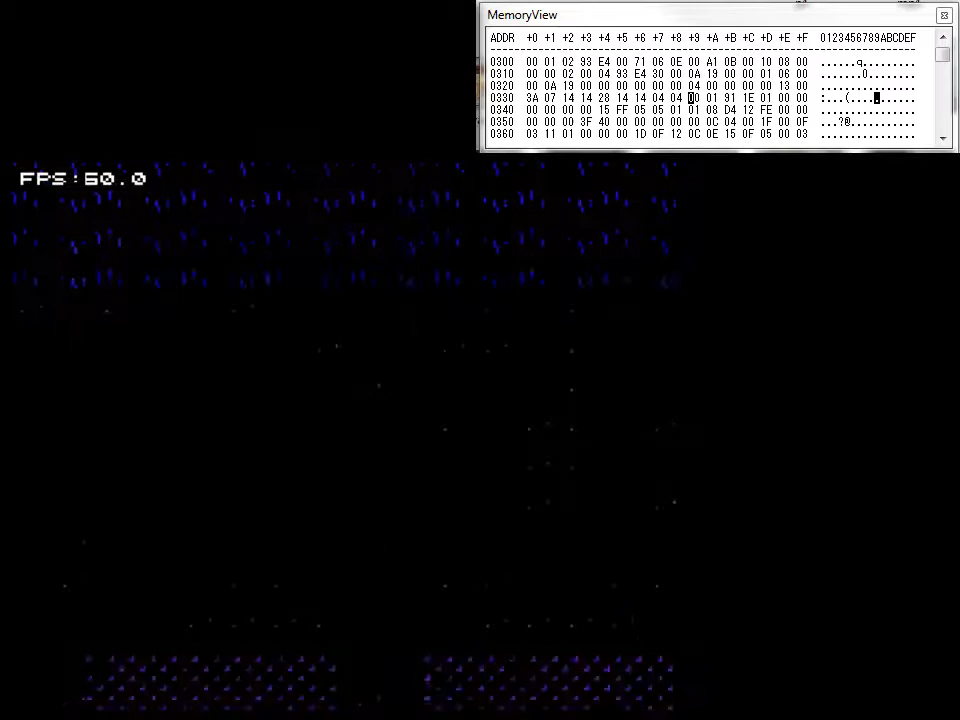 MemoryView
ADDR +0 +1 +2 +3 +4 +5 +6 +7 +8 +9 +A +B +C +D +E +F 0123456789ABCDEF
0300 00 01 02 93 E4 00 71 06 0E 00 A1 0B 00 10 08 00 ......q.........
0310 00 00 02 00 04 93 E4 30 00 0A 19 00 00 01 06 00 .......0........
0320 00 0A 19 00 00 00 00 00 00 04 00 00 00 00 13 00 ................
0330 3A 07 14 14 28 14 14 04 04 00 01 91 1E 01 00 00 :...(...........
0340 00 00 00 00 15 FF 05 05 01 01 08 D4 12 FE 00 00 ................
0350 00 00 00 3F 40 00 00 00 00 0C 04 00 1F 00 0F ...?@...........
0360 03 11 01 00 00 00 1D 0F 12 0C 0E 15 0F 05 00 03 ................
FPS:60.0